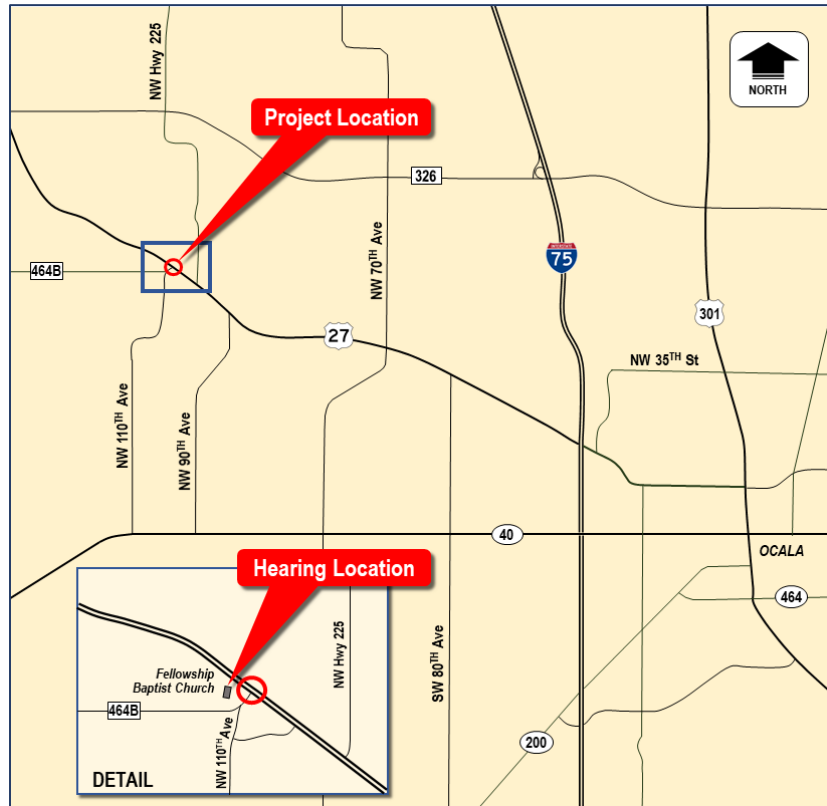 NW Hwy 225
NORTH
Project Location
326
NW 70TH Ave
464B
INTERSTATE
75
301
27
NW 35TH St
NW 110TH Ave
NW 90TH Ave
40
OCALA
Hearing Location
464
Fellowship
Baptist Church
NW Hwy 225
SW 80TH Ave
464B
NW 110TH Ave
200
DETAIL